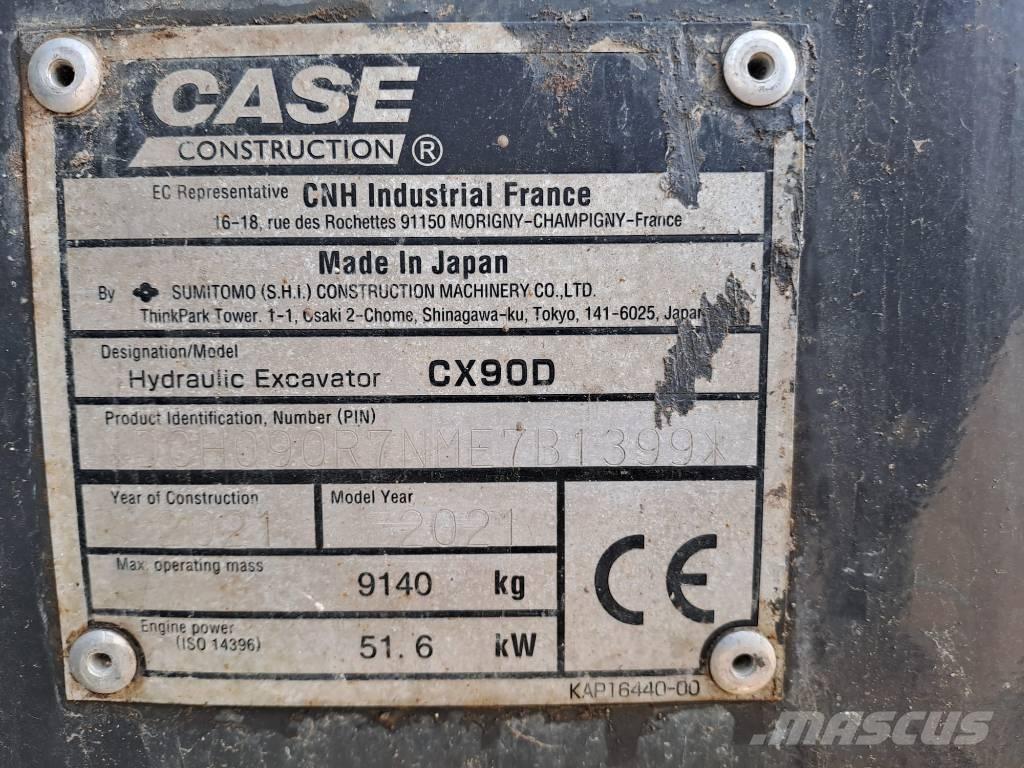 CASE
CONSTRUCTION ®
EC Representative CNH Industrial France
16-18, rue des Rochettes 91150 MORIGNY-CHAMPIGNY-France
Made In Japan
By SUMITOMO (S.H.I.) CONSTRUCTION MACHINERY CO.,LTD.
ThinkPark Tower. 1-1, Osaki 2-Chome, Shinagawa-ku, Tokyo, 141-6025, Japan
Designation/Model
Hydraulic Excavator CX90D
Product Identification, Number (PIN)
Year of Construction Model Year
2021 2021
Max. operating mass
9140 kg
Engine power
(ISO 14396) 51.6 kW
CE
KAP16440-00
MASCUS